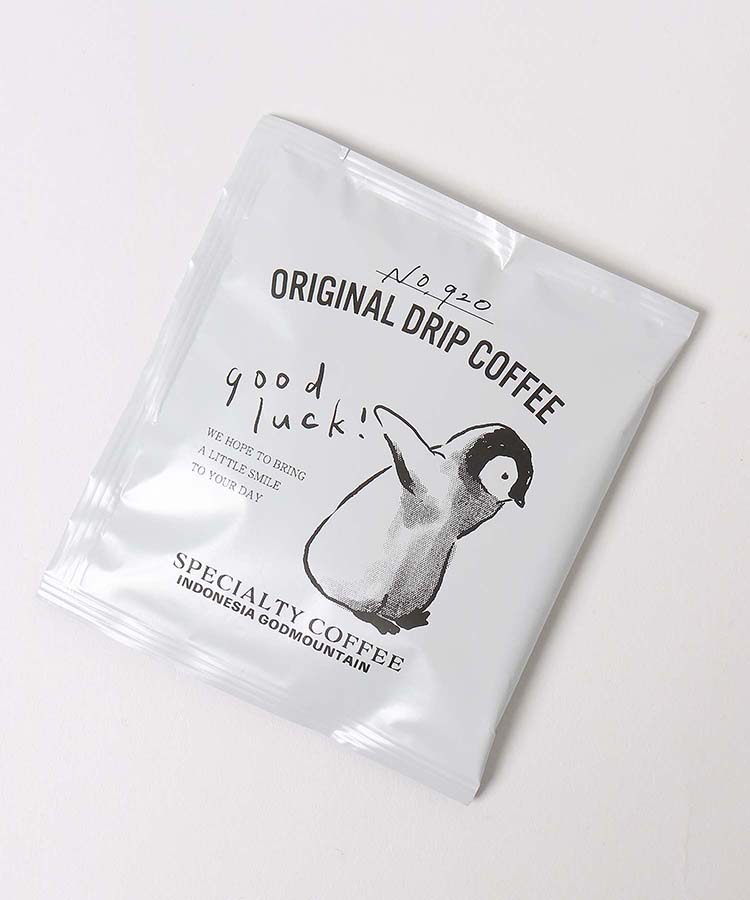 NO,920
ORIGINAL DRIP COFFEE
good
luck!
WE HOPE TO BRING
A LITTLE SMILE
TO YOUR DAY
SPECIALTY COFFEE
INDONESIA GODMOUNTAIN